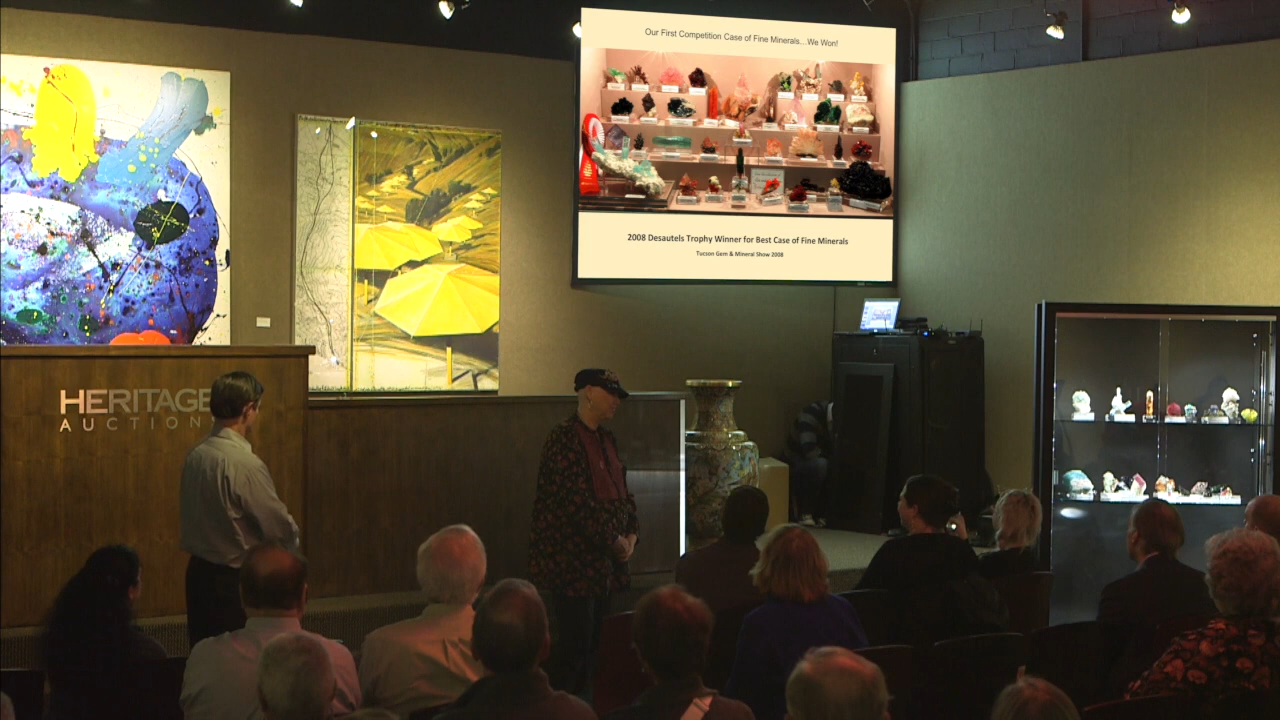 Our First Competition Case of Fine Minerals...We Won!
2008 Desautels Trophy Winner for Best Case of Fine Minerals
Tucson Gem & Mineral Show 2008
HERITAGE
AUCTION